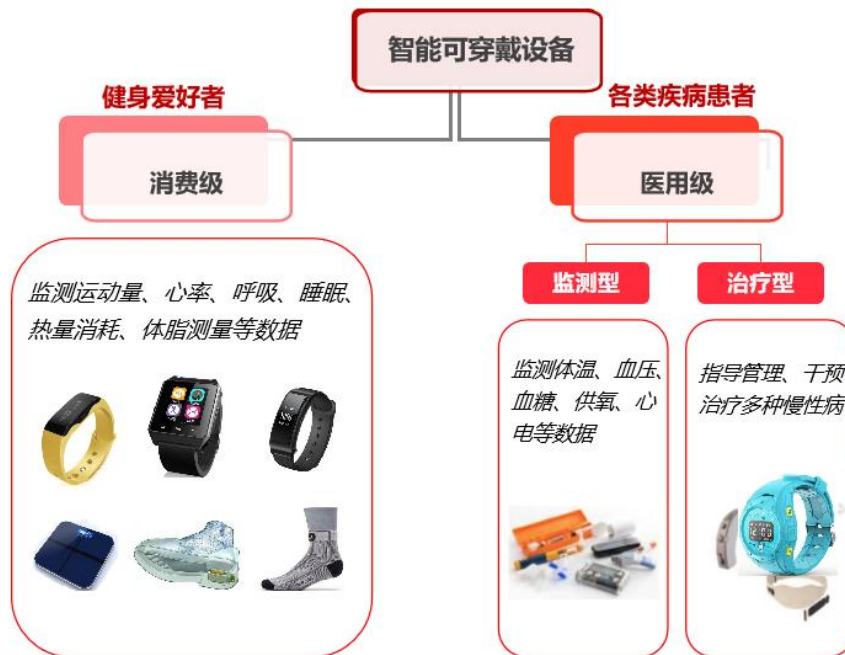 智能可穿戴设备
健身爱好者
各类疾病患者
消费级
医用级
监测型
治疗型
监测运动量、心率、呼吸、睡眠、
热量消耗、体脂测量等数据
监测体温、血压、
血糖、供氧、心
电等数据
指导管理、干预
治疗多种慢性病